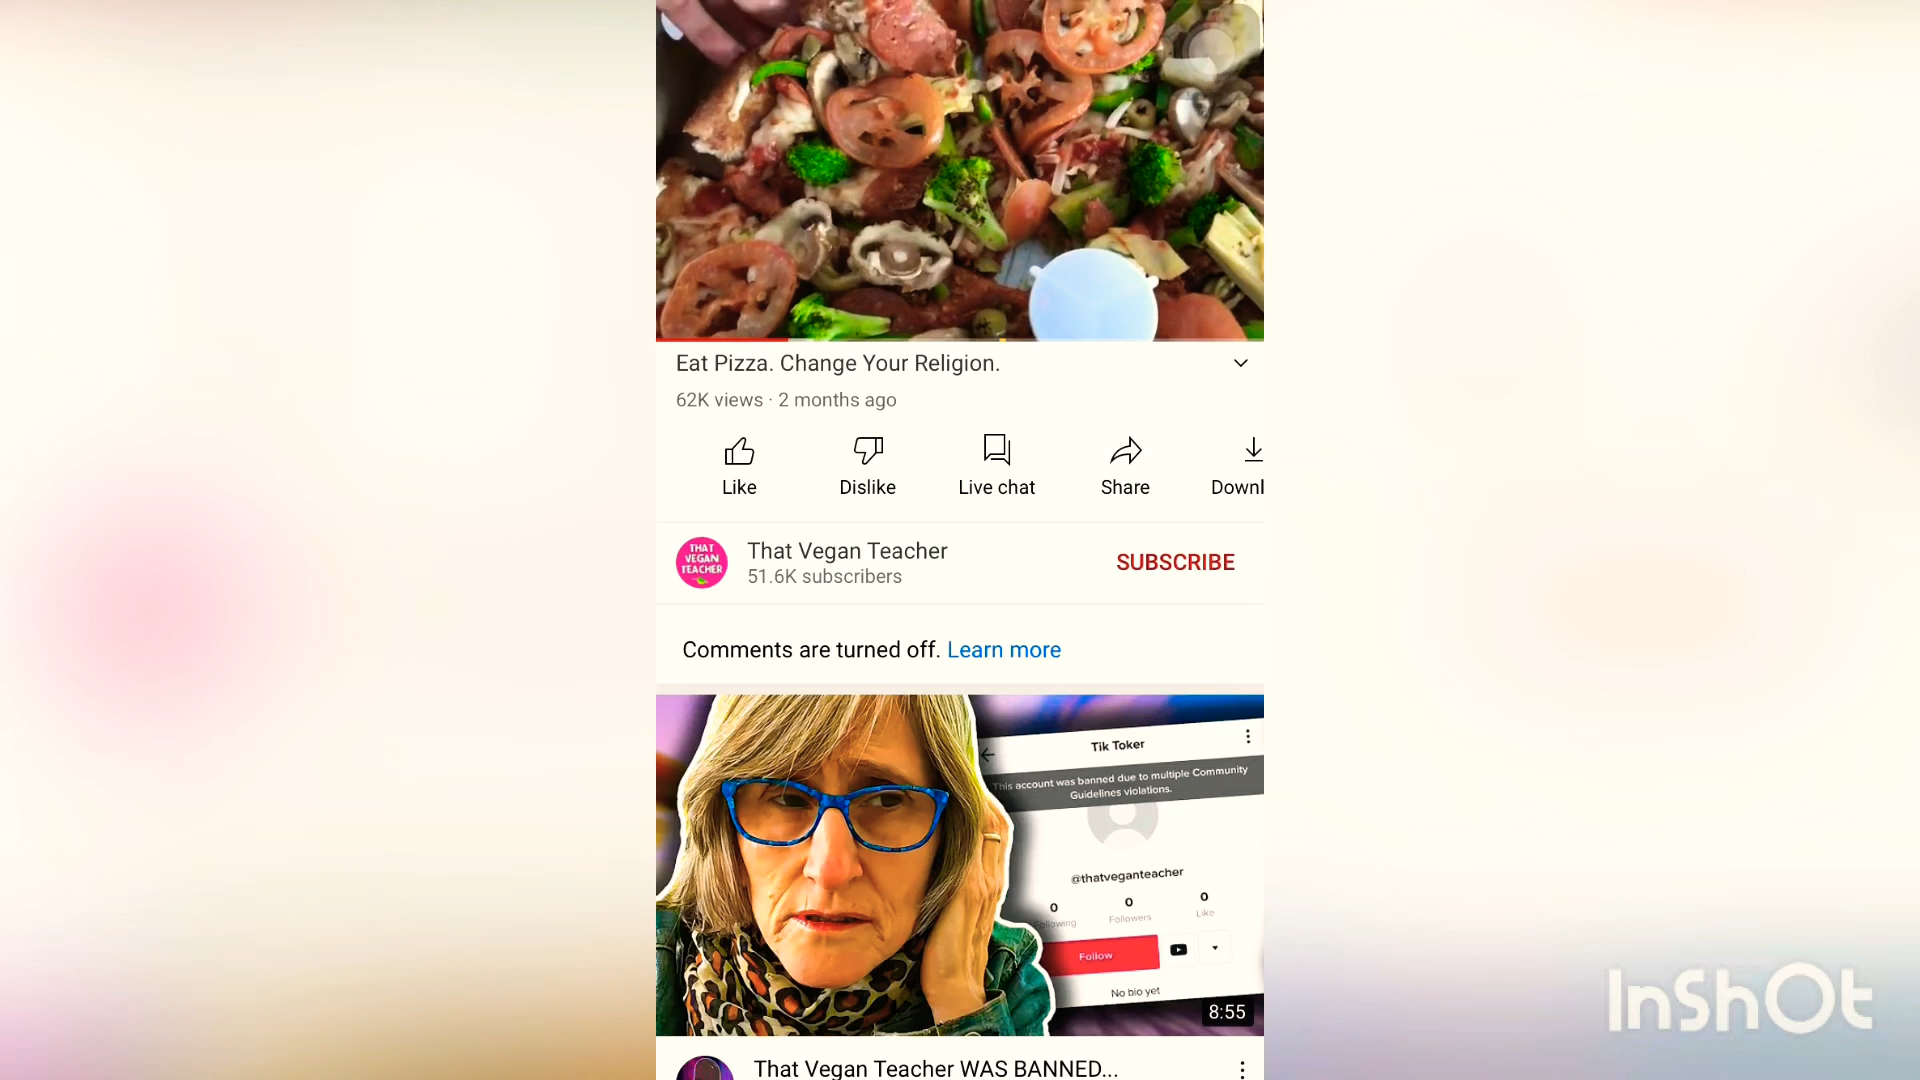 Eat Pizza. Change Your Religion.
62K views · 2 months ago
Like
Dislike
Live chat
Share
Downl
THAT
VEGAN
TEACHER
That Vegan Teacher
51.6K subscribers
SUBSCRIBE
Comments are turned off. Learn more
Tik Toker
This account was banned due to multiple Community
Guidelines violations.
@thatveganteacher
0 0 0
Following Followers Like
Follow
No bio yet
8:55
That Vegan Teacher WAS BANNED...
InShOt